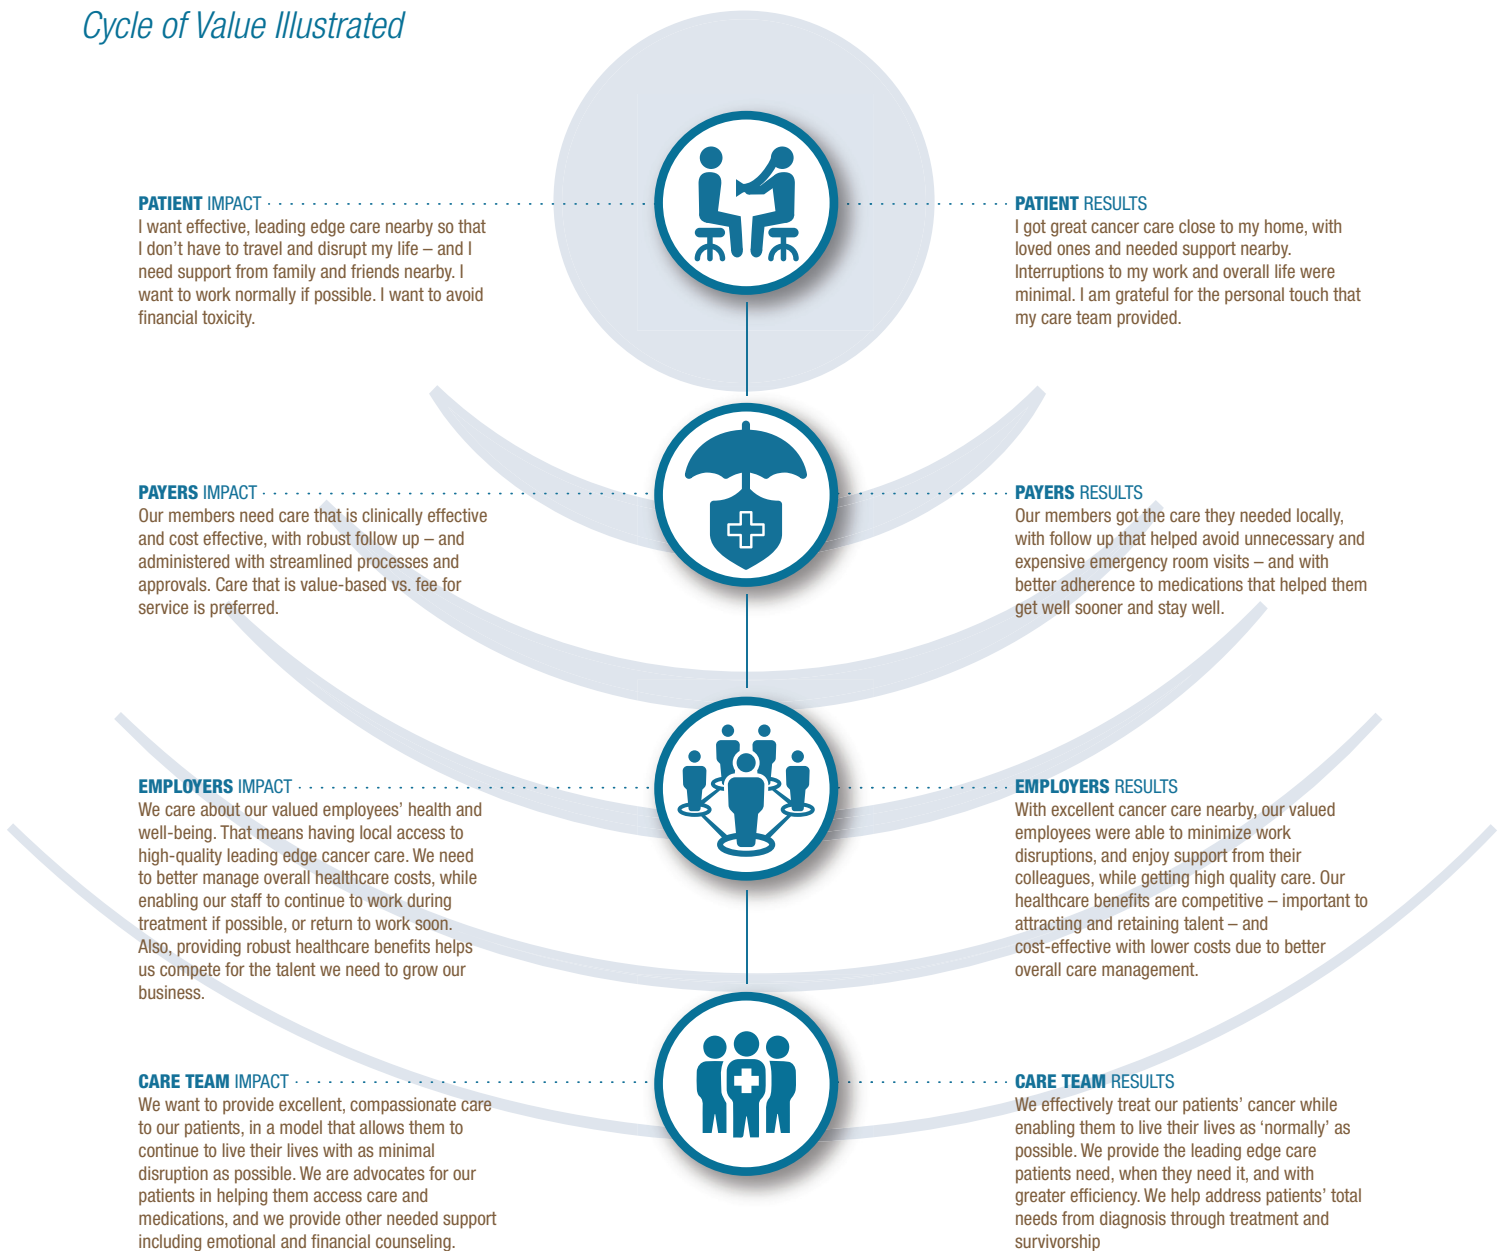 Cycle of Value Illustrated
PATIENT IMPACT
I want effective, leading edge care nearby so that
I don't have to travel and disrupt my life – and I
need support from family and friends nearby. I
want to work normally if possible. I want to avoid
financial toxicity.
PATIENT RESULTS
I got great cancer care close to my home, with
loved ones and needed support nearby.
Interruptions to my work and overall life were
minimal. I am grateful for the personal touch that
my care team provided.
PAYERS IMPACT
Our members need care that is clinically effective
and cost effective, with robust follow up – and
administered with streamlined processes and
approvals. Care that is value-based vs. fee for
service is preferred.
PAYERS RESULTS
Our members got the care they needed locally,
with follow up that helped avoid unnecessary and
expensive emergency room visits – and with
better adherence to medications that helped them
get well sooner and stay well.
EMPLOYERS IMPACT
We care about our valued employees' health and
well-being. That means having local access to
high-quality leading edge cancer care. We need
to better manage overall healthcare costs, while
enabling our staff to continue to work during
treatment if possible, or return to work soon.
Also, providing robust healthcare benefits helps
us compete for the talent we need to grow our
business.
EMPLOYERS RESULTS
With excellent cancer care nearby, our valued
employees were able to minimize work
disruptions, and enjoy support from their
colleagues, while getting high quality care. Our
healthcare benefits are competitive – important to
attracting and retaining talent – and
cost-effective with lower costs due to better
overall care management.
CARE TEAM IMPACT
We want to provide excellent, compassionate care
to our patients, in a model that allows them to
continue to live their lives with as minimal
disruption as possible. We are advocates for our
patients in helping them access care and
medications, and we provide other needed support
including emotional and financial counseling.
CARE TEAM RESULTS
We effectively treat our patients' cancer while
enabling them to live their lives as 'normally' as
possible. We provide the leading edge care
patients need, when they need it, and with
greater efficiency. We help address patients' total
needs from diagnosis through treatment and
survivorship